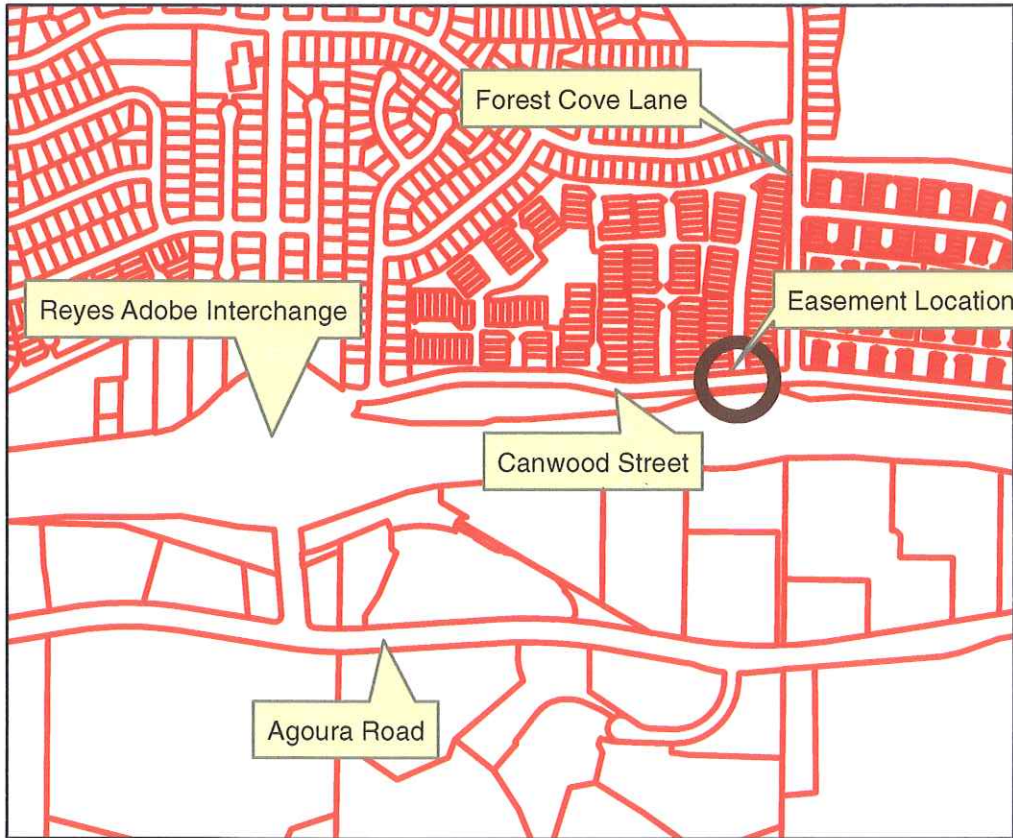 Forest Cove Lane
Reyes Adobe Interchange
Easement Location
Canwood Street
Agoura Road